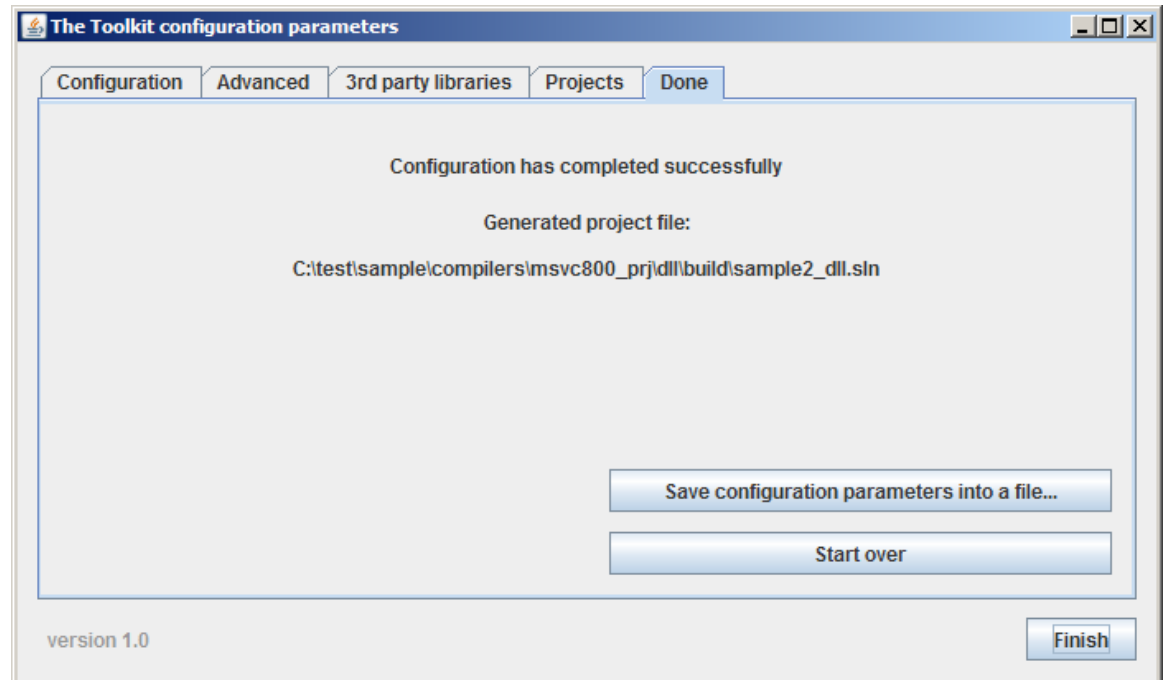 The Toolkit configuration parameters
Configuration Advanced 3rd party libraries Projects Done
Configuration has completed successfully
Generated project file:
C:\test\sample\compilers\msvc800_prj\dll\build\sample2_dll.sln
Save configuration parameters into a file...
Start over
version 1.0 Finish